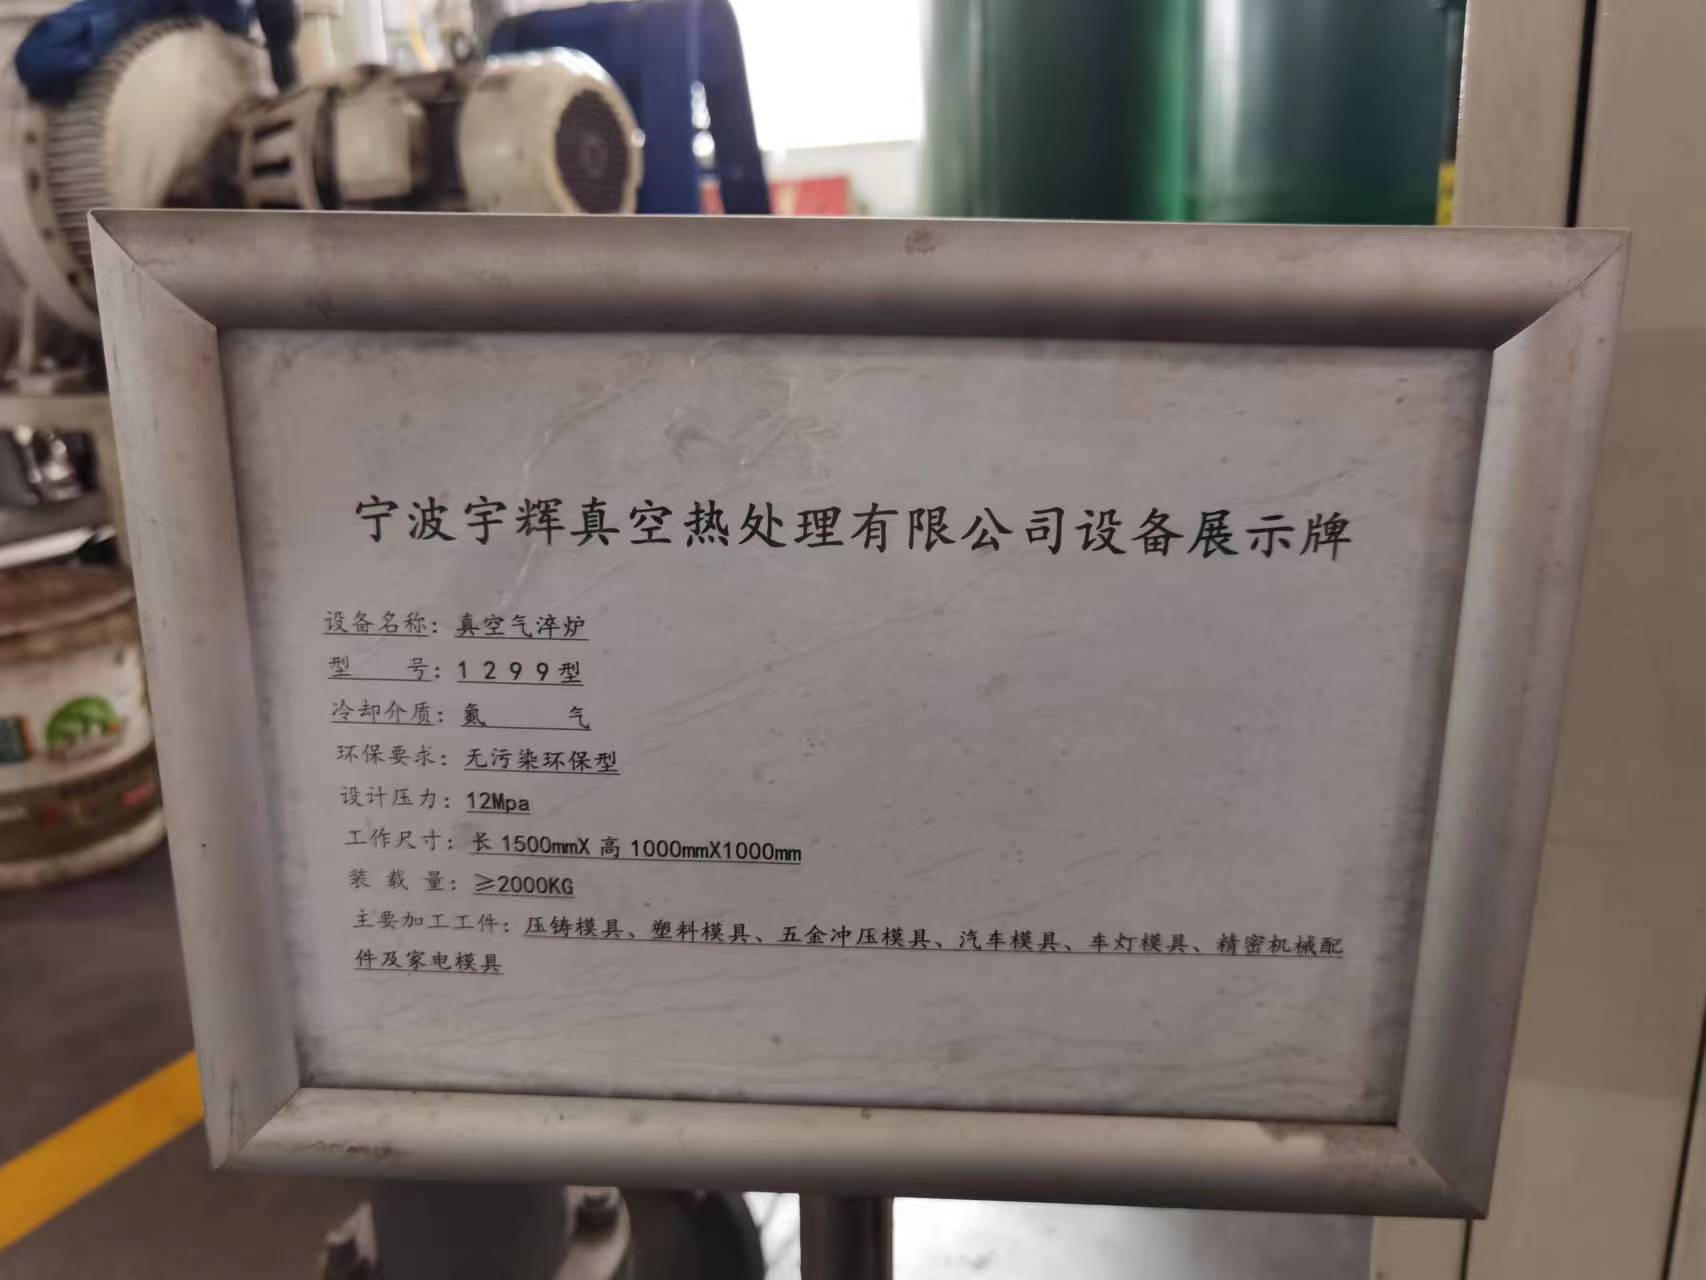 宁波宇辉真空热处理有限公司设备展示牌
设备名称：真空气淬炉
型　　号：1299型
冷却介质：氮　　　气
环保要求：无污染环保型
设计压力：12Mpa
工作尺寸：长1500mmX高1000mmX1000mm
装 载 量：≥2000KG
主要加工工件：压铸模具、塑料模具、五金冲压模具、汽车模具、车灯模具、精密机械配
件及家电模具